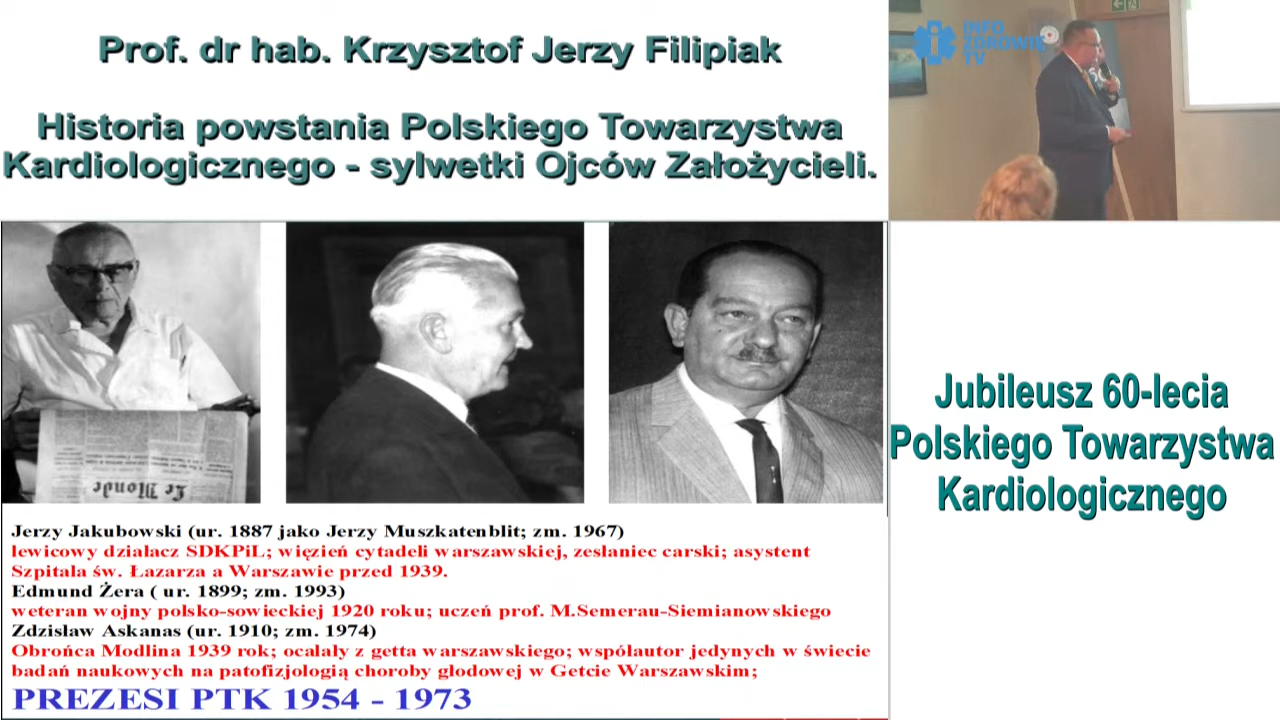 Prof. dr hab. Krzysztof Jerzy Filipiak
Historia powstania Polskiego Towarzystwa
Kardiologicznego - sylwetki Ojców Założycieli.
INFO
ZDROWIE
TV
Le Monde
Jubileusz 60-lecia
Polskiego Towarzystwa
Kardiologicznego
Jerzy Jakubowski (ur. 1887 jako Jerzy Muszkatenblit; zm. 1967)
lewicowy działacz SDKPiL; więzień cytadeli warszawskiej, zesłaniec carski; asystent
Szpitala św. Łazarza a Warszawie przed 1939.
Edmund Żera ( ur. 1899; zm. 1993)
weteran wojny polsko-sowieckiej 1920 roku; uczeń prof. M.Semerau-Siemianowskiego
Zdzisław Askanas (ur. 1910; zm. 1974)
Obrońca Modlina 1939 rok; ocalały z getta warszawskiego; współautor jedynych w świecie
badań naukowych na patofizjologią choroby głodowej w Getcie Warszawskim;
PREZESI PTK 1954 - 1973